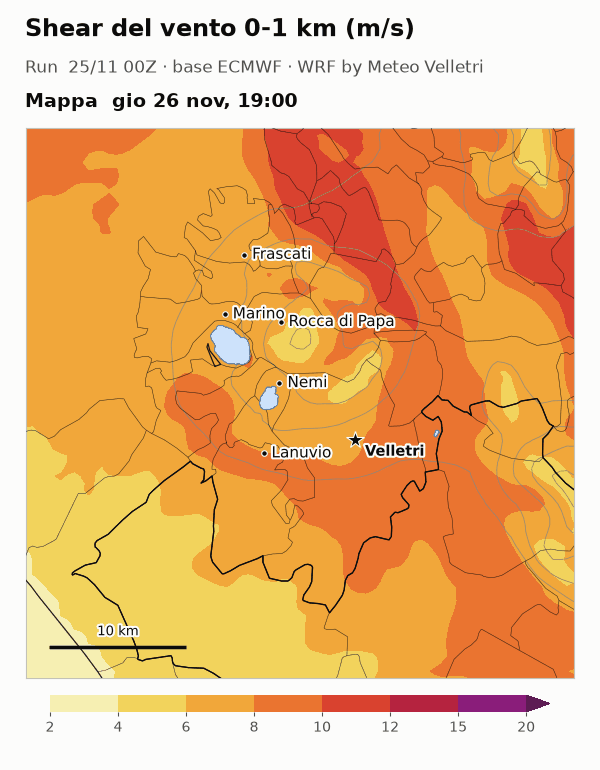 Shear del vento 0-1 km (m/s)
Run  25/11 00Z · base ECMWF · WRF by Meteo Velletri
Mappa  gio 26 nov, 19:00
Frascati
Marino
Rocca di Papa
Nemi
Velletri
Lanuvio
10 km
2 4 6 8 10 12 15 20